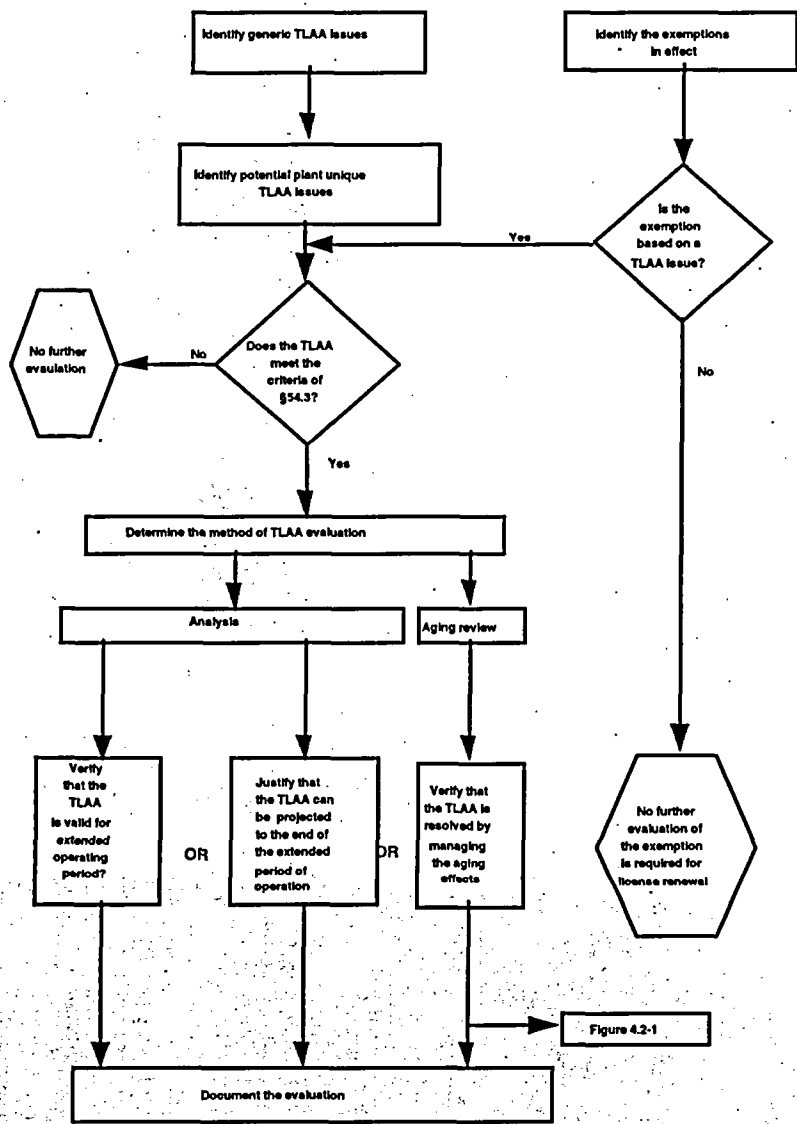 Identify generic TLAA issues
Identify the exemptions
in effect
Identify potential plant unique
TLAA issues
Is the
exemption
based on a
TLAA issue?
Yes
No further
evaulation
No
Does the TLAA
meet the
criteria of
§54.3?
No
Yes
Determine the method of TLAA evaluation
Analysis
Aging review
Verify
that the
TLAA
is valid for
extended
operating
period?
OR
Justify that
the TLAA can
be projected
to the end of
the extended
period of
operation
OR
Verify that
the TLAA is
resolved by
managing
the aging
effects
No further
evaluation of
the exemption
is required for
license renewal
Figure 4.2-1
Document the evaluation